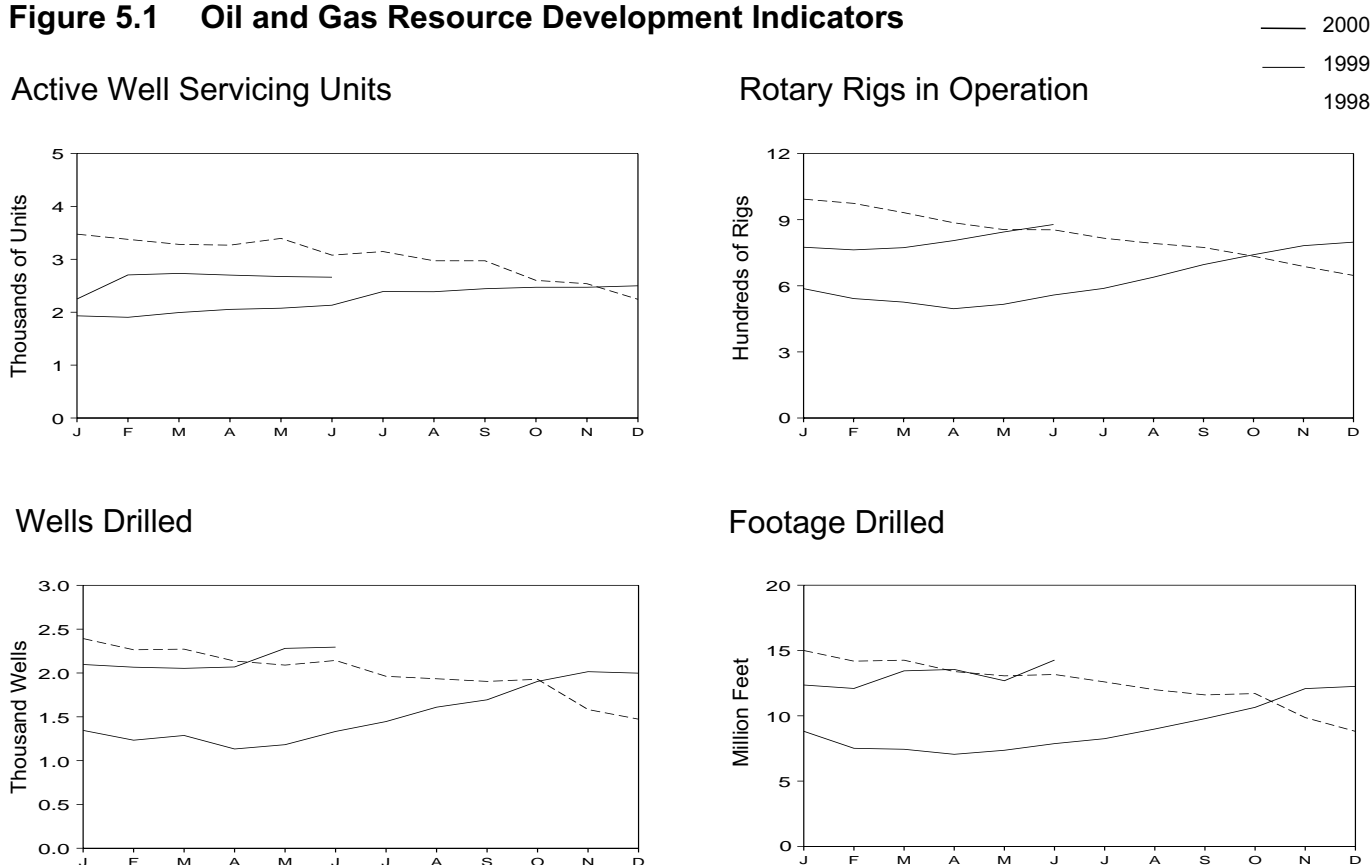 Figure 5.1 Oil and Gas Resource Development Indicators
2000
1999
1998
Active Well Servicing Units
Thousands of Units
5
4
3
2
1
0
J F M A M J J A S O N D
Rotary Rigs in Operation
Hundreds of Rigs
12
9
6
3
0
J F M A M J J A S O N D
Wells Drilled
Thousand Wells
3.0
2.5
2.0
1.5
1.0
0.5
0.0
J F M A M J J A S O N D
Footage Drilled
Million Feet
20
15
10
5
0
J F M A M J J A S O N D